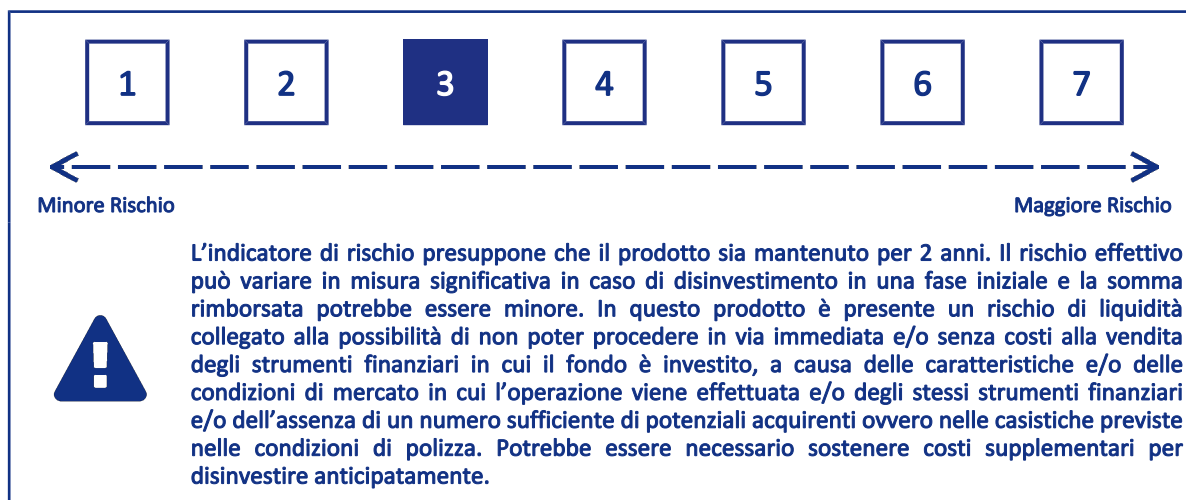 1 2 3 4 5 6 7
Minore Rischio Maggiore Rischio
L'indicatore di rischio presuppone che il prodotto sia mantenuto per 2 anni. Il rischio effettivo
può variare in misura significativa in caso di disinvestimento in una fase iniziale e la somma
rimborsata potrebbe essere minore. In questo prodotto è presente un rischio di liquidità
collegato alla possibilità di non poter procedere in via immediata e/o senza costi alla vendita
degli strumenti finanziari in cui il fondo è investito, a causa delle caratteristiche e/o delle
condizioni di mercato in cui l'operazione viene effettuata e/o degli stessi strumenti finanziari
e/o dell'assenza di un numero sufficiente di potenziali acquirenti ovvero nelle casistiche previste
nelle condizioni di polizza. Potrebbe essere necessario sostenere costi supplementari per
disinvestire anticipatamente.